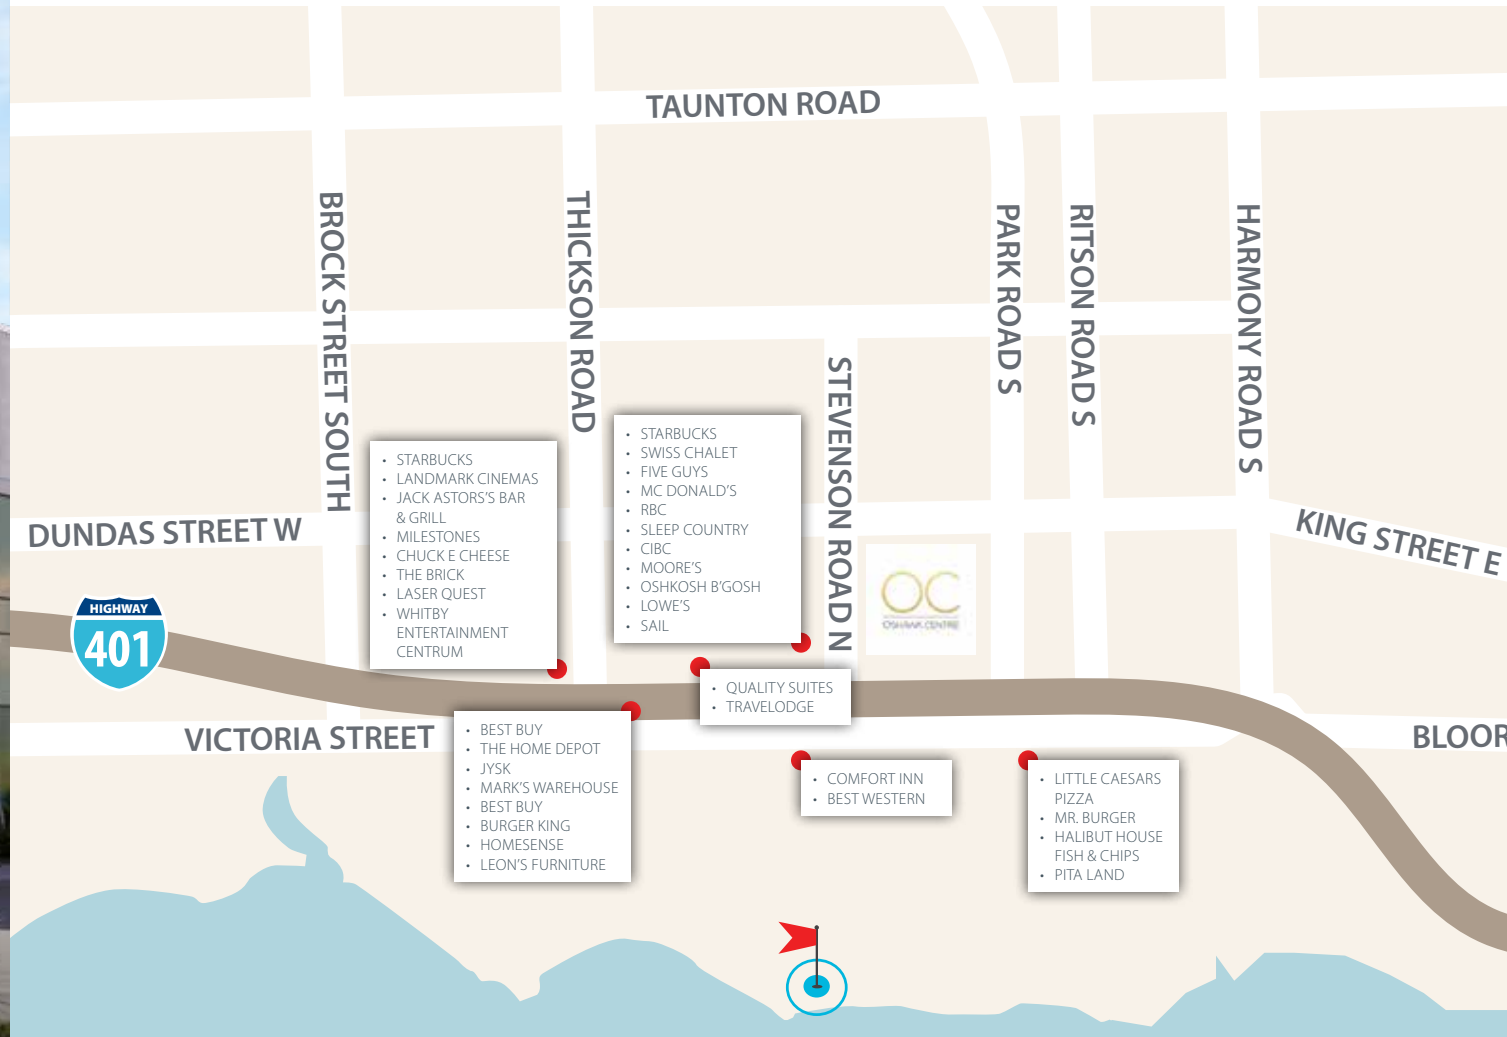 TAUNTON ROAD
BROCK STREET SOUTH
THICKSON ROAD
PARK ROAD S
RITSON ROAD S
HARMONY ROAD S
STEVENSON ROAD N
• STARBUCKS
• LANDMARK CINEMAS
• JACK ASTORS'S BAR
& GRILL
• MILESTONES
• CHUCK E CHEESE
• THE BRICK
• LASER QUEST
• WHITBY
ENTERTAINMENT
CENTRUM
• STARBUCKS
• SWISS CHALET
• FIVE GUYS
• MC DONALD'S
• RBC
• SLEEP COUNTRY
• CIBC
• MOORE'S
• OSHKOSH B'GOSH
• LOWE'S
• SAIL
DUNDAS STREET W
KING STREET E
OC
OSHAWA CENTRE
HIGHWAY
401
• QUALITY SUITES
• TRAVELODGE
VICTORIA STREET
BLOOR
• BEST BUY
• THE HOME DEPOT
• JYSK
• MARK'S WAREHOUSE
• BEST BUY
• BURGER KING
• HOMESENSE
• LEON'S FURNITURE
• COMFORT INN
• BEST WESTERN
• LITTLE CAESARS
PIZZA
• MR. BURGER
• HALIBUT HOUSE
FISH & CHIPS
• PITA LAND